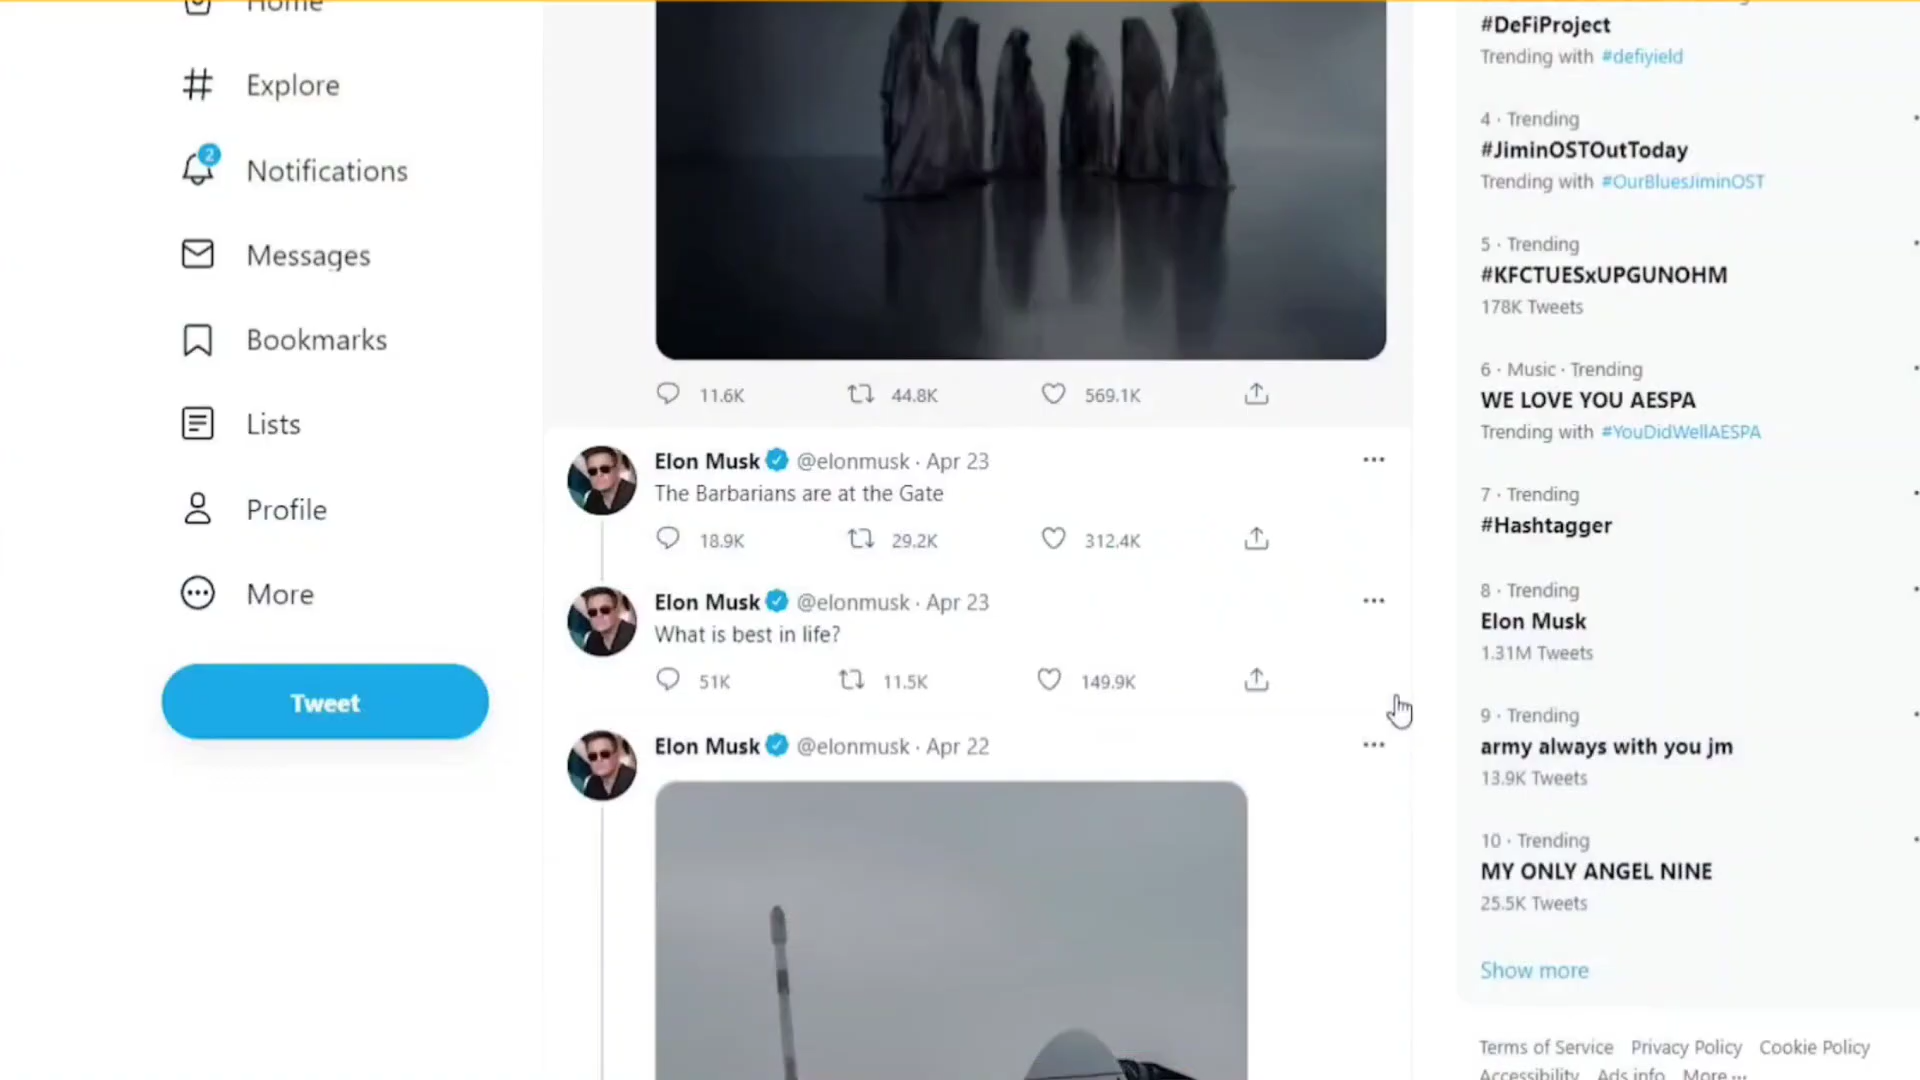 Home
Explore
2
Notifications
Messages
Bookmarks
Lists
Profile
More
Tweet
11.6K 44.8K 569.1K
Elon Musk @elonmusk · Apr 23
The Barbarians are at the Gate
18.9K 29.2K 312.4K
Elon Musk @elonmusk · Apr 23
What is best in life?
51K 11.5K 149.9K
Elon Musk @elonmusk · Apr 22
#DeFiProject
Trending with #defiyield
4 · Trending
#JiminOSTOutToday
Trending with #OurBluesJiminOST
5 · Trending
#KFCTUESxUPGUNOHM
178K Tweets
6 · Music · Trending
WE LOVE YOU AESPA
Trending with #YouDidWellAESPA
7 · Trending
#Hashtagger
8 · Trending
Elon Musk
1.31M Tweets
9 · Trending
army always with you jm
13.9K Tweets
10 · Trending
MY ONLY ANGEL NINE
25.5K Tweets
Show more
Terms of Service Privacy Policy Cookie Policy
Accessibility Ads info More ···